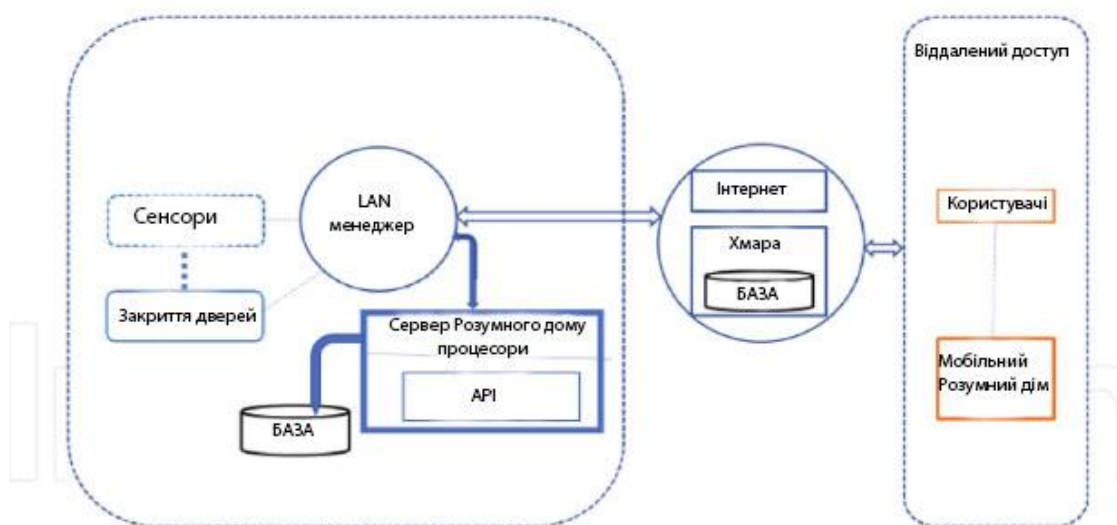 Віддалений доступ
Сенсори
LAN
менеджер
Інтернет
Хмара
БАЗА
Користувачі
Закриття дверей
Сервер Розумного дому
процесори
API
БАЗА
Мобільний
Розумний дім